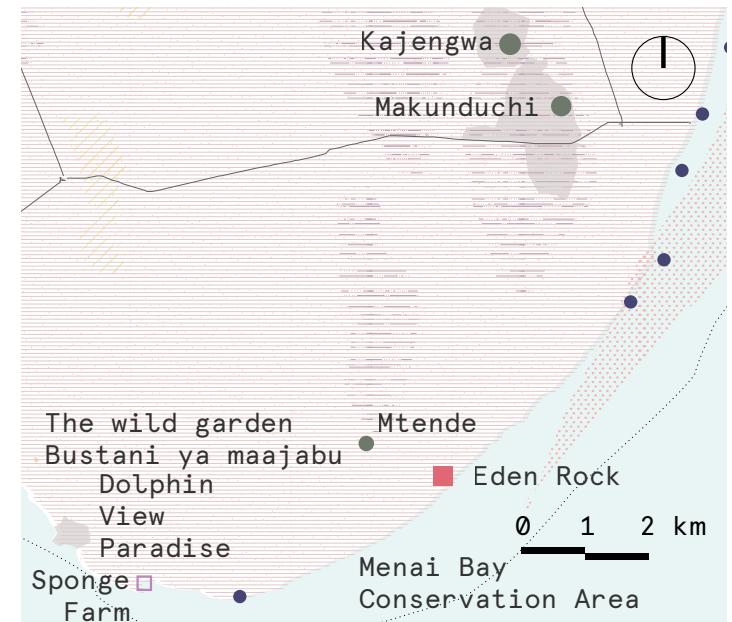 Kajengwa
Makunduchi
The wild garden
Mtende
Bustani ya maajabu
Dolphin
View
Paradise
Eden Rock
0 1 2 km
Menai Bay
Conservation Area
Sponge
Farm